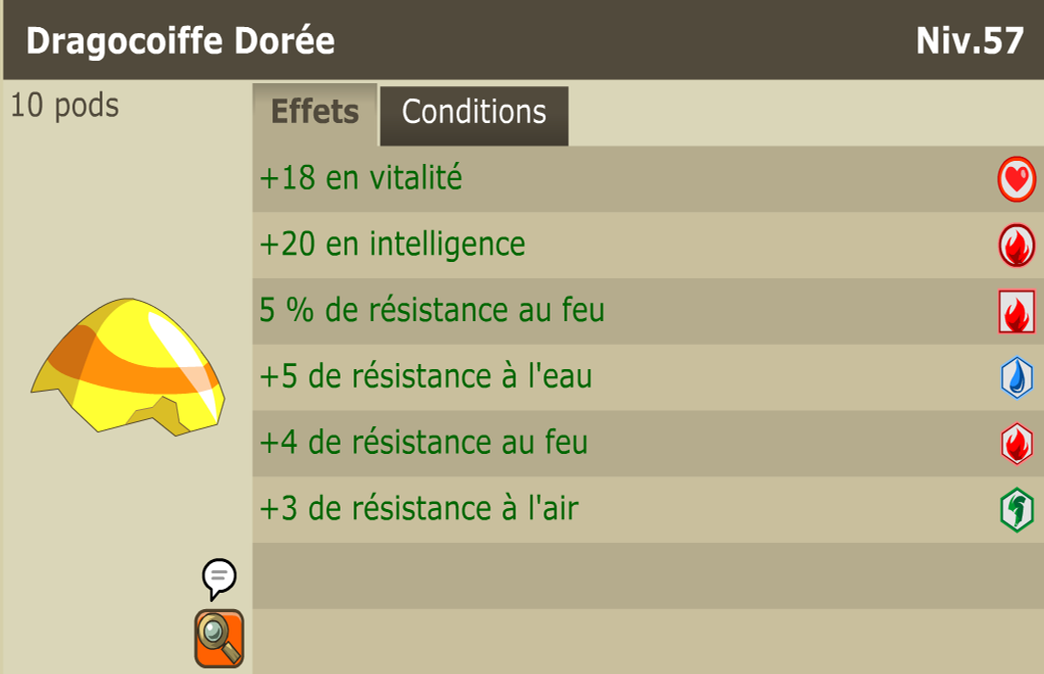 Dragocoiffe Dorée
Niv.57
10 pods
Effets
Conditions
+18 en vitalité
+20 en intelligence
5 % de résistance au feu
+5 de résistance à l'eau
+4 de résistance au feu
+3 de résistance à l'air